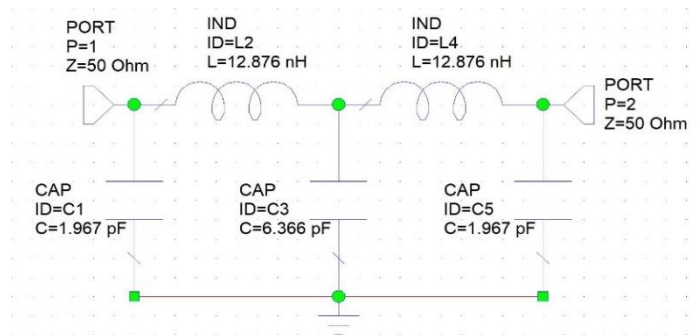 PORT
P=1
Z=50 Ohm
IND
ID=L2
L=12.876 nH
IND
ID=L4
L=12.876 nH
PORT
P=2
Z=50 Ohm
CAP
ID=C1
C=1.967 pF
CAP
ID=C3
C=6.366 pF
CAP
ID=C5
C=1.967 pF